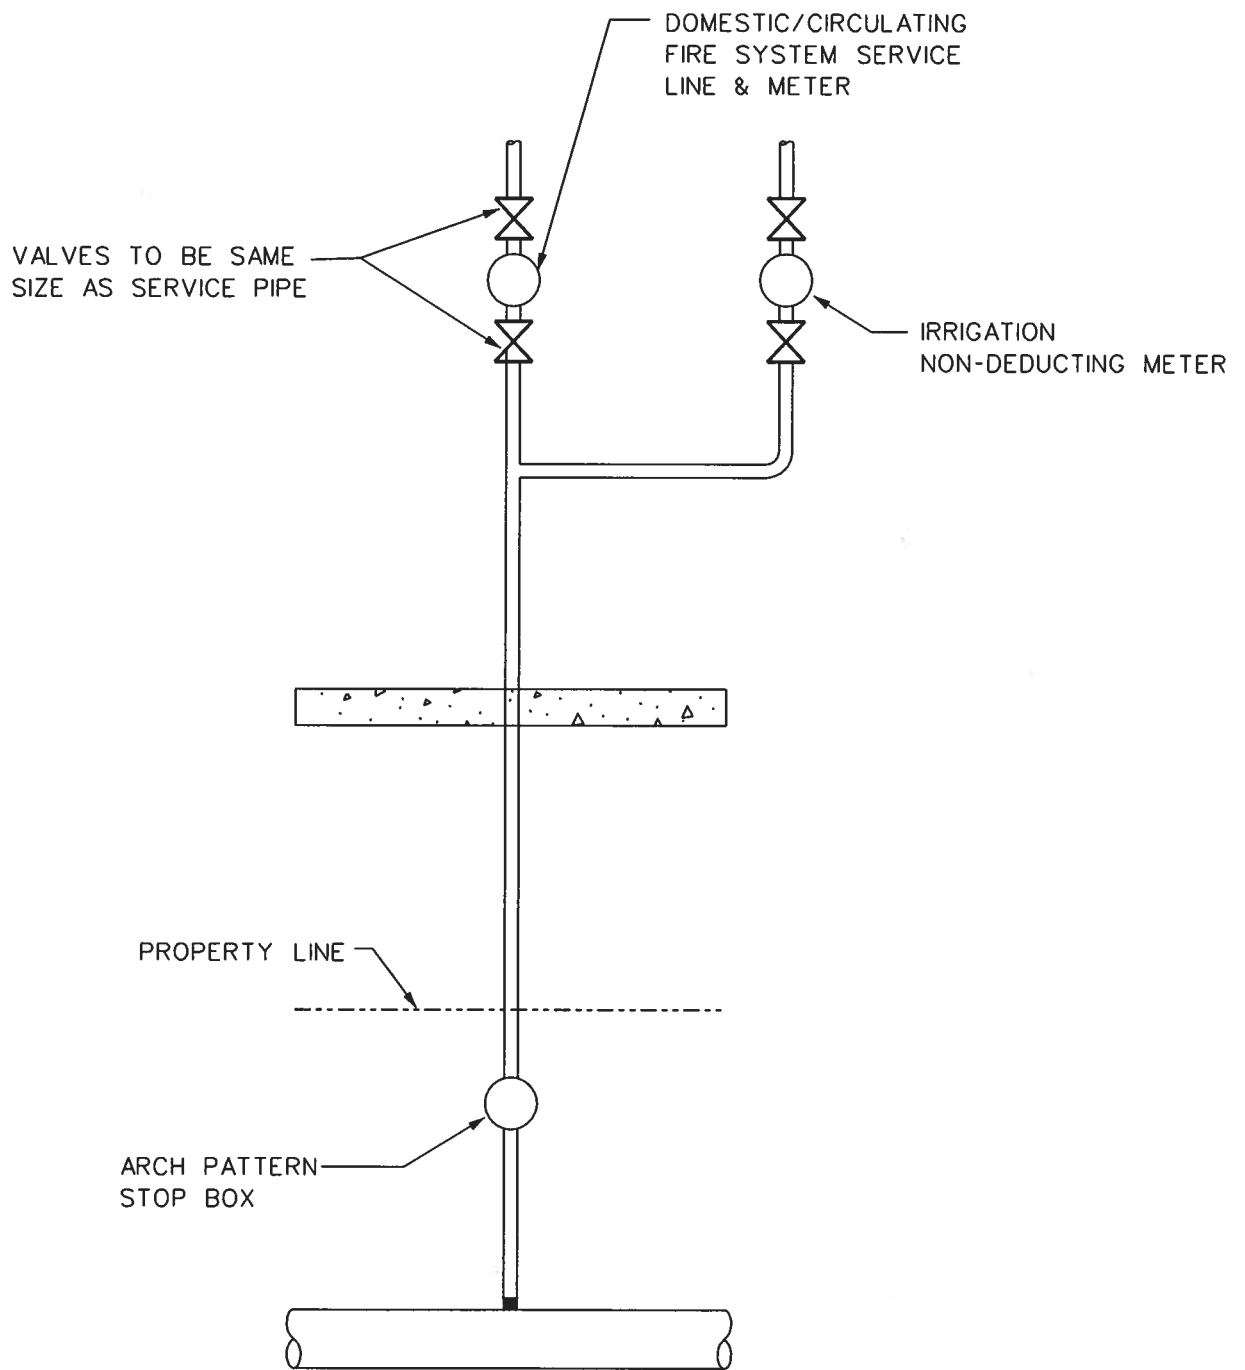 DOMESTIC/CIRCULATING
FIRE SYSTEM SERVICE
LINE & METER
VALVES TO BE SAME
SIZE AS SERVICE PIPE
IRRIGATION
NON-DEDUCTING METER
PROPERTY LINE
ARCH PATTERN
STOP BOX